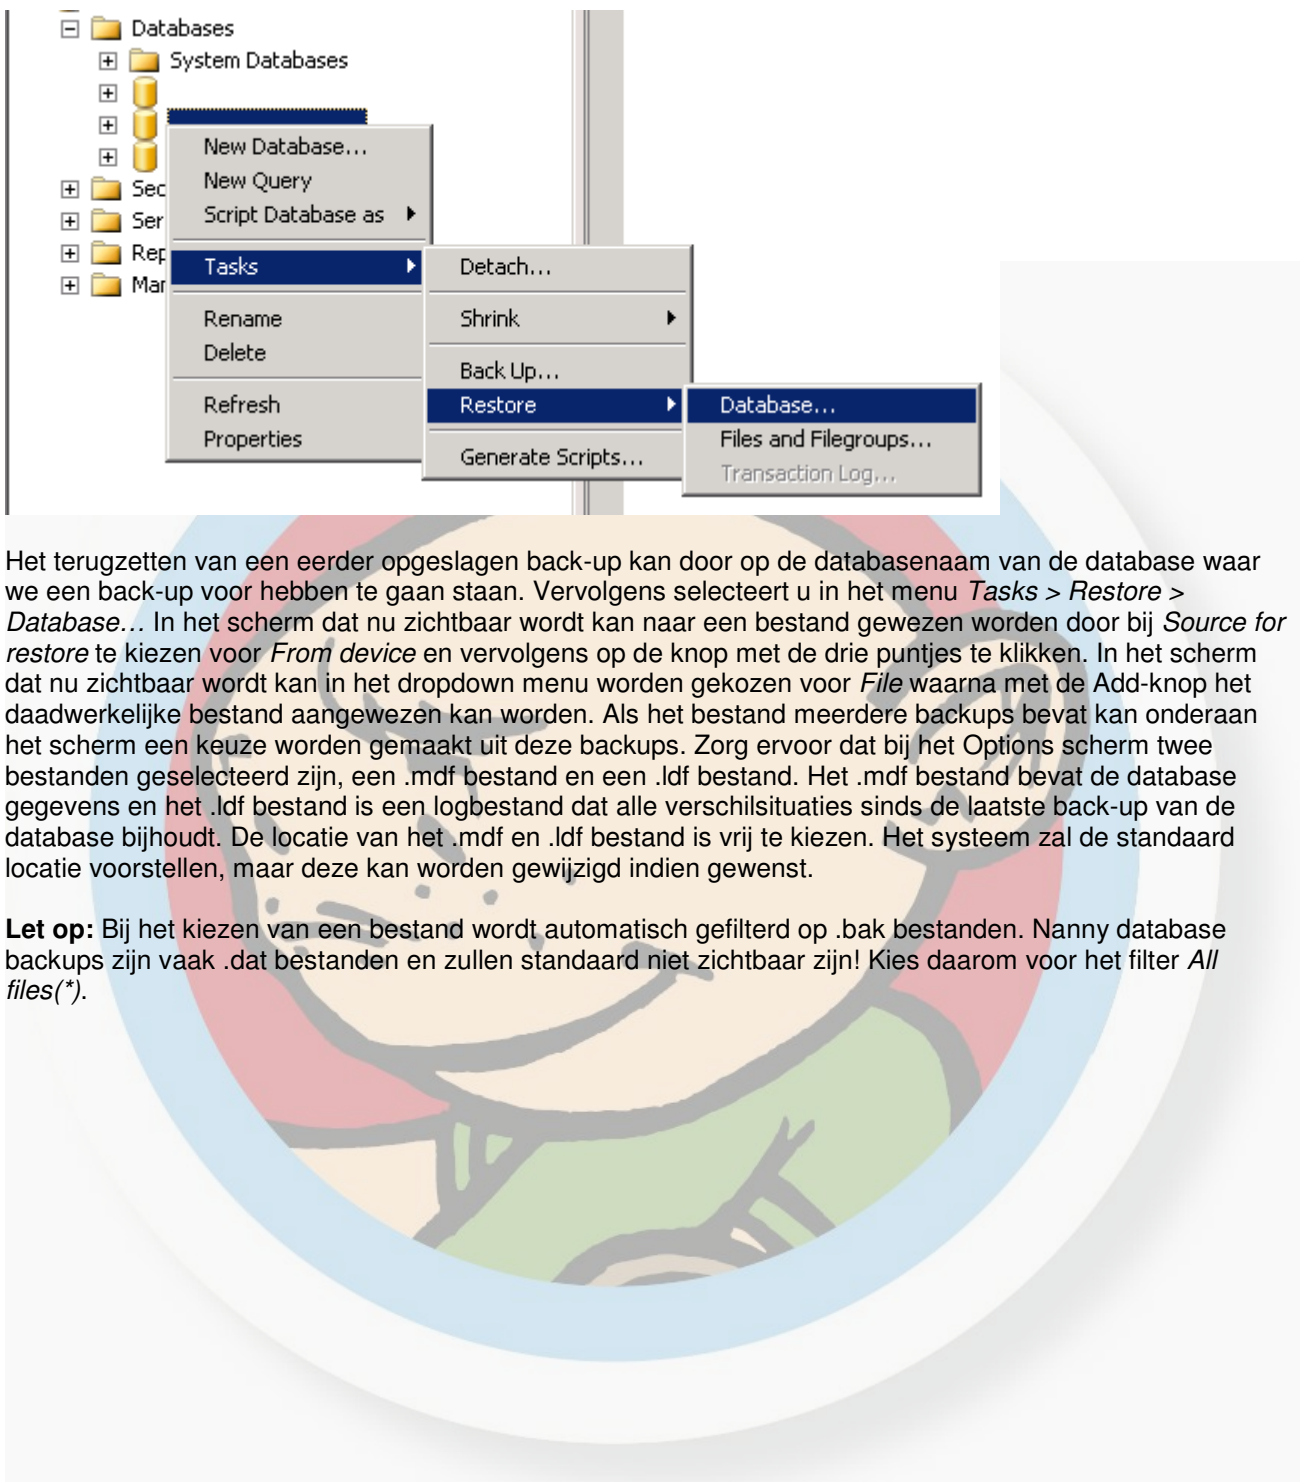 Databases
System Databases
New Database...
New Query
Script Database as
Sec
Ser
Rep
Mar
Tasks
Rename
Delete
Refresh
Properties
Detach...
Shrink
Back Up...
Restore
Generate Scripts...
Database...
Files and Filegroups...
Transaction Log...
Het terugzetten van een eerder opgeslagen back-up kan door op de databasenaam van de database waar
we een back-up voor hebben te gaan staan. Vervolgens selecteert u in het menu Tasks > Restore >
Database… In het scherm dat nu zichtbaar wordt kan naar een bestand gewezen worden door bij Source for
restore te kiezen voor From device en vervolgens op de knop met de drie puntjes te klikken. In het scherm
dat nu zichtbaar wordt kan in het dropdown menu worden gekozen voor File waarna met de Add-knop het
daadwerkelijke bestand aangewezen kan worden. Als het bestand meerdere backups bevat kan onderaan
het scherm een keuze worden gemaakt uit deze backups. Zorg ervoor dat bij het Options scherm twee
bestanden geselecteerd zijn, een .mdf bestand en een .ldf bestand. Het .mdf bestand bevat de database
gegevens en het .ldf bestand is een logbestand dat alle verschilsituaties sinds de laatste back-up van de
database bijhoudt. De locatie van het .mdf en .ldf bestand is vrij te kiezen. Het systeem zal de standaard
locatie voorstellen, maar deze kan worden gewijzigd indien gewenst.
Let op: Bij het kiezen van een bestand wordt automatisch gefilterd op .bak bestanden. Nanny database
backups zijn vaak .dat bestanden en zullen standaard niet zichtbaar zijn! Kies daarom voor het filter All
files(*).